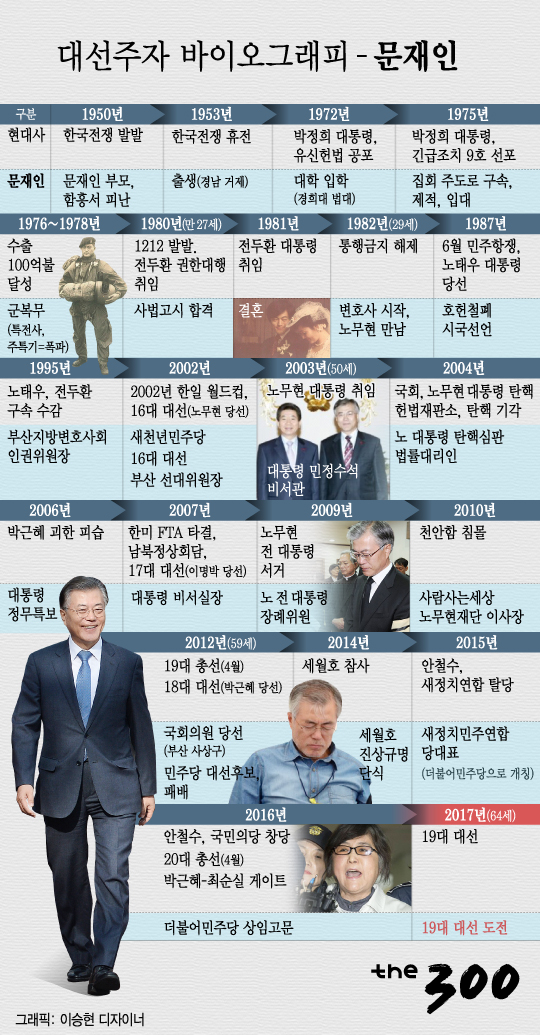 대선주자 바이오그래피 - 문재인
구분 1950년 1953년 1972년 1975년
현대사 한국전쟁 발발 한국전쟁 휴전 박정희 대통령, 박정희 대통령,
유신헌법 공포 긴급조치 9호 선포
문재인 문재인 부모, 출생(경남 거제) 대학 입학 집회 주도로 구속,
함흥서 피난 (경희대 법대) 제적, 입대
1976~1978년 1980년(만 27세) 1981년 1982년(29세) 1987년
수출 1212 발발. 전두환 대통령 통행금지 해제 6월 민주항쟁,
100억불 전두환 권한대행 취임 노태우 대통령
달성 취임 당선
군복무 사법고시 합격 결혼 변호사 시작, 호헌철폐
(특전사, 노무현 만남 시국선언
주특기=폭파)
1995년 2002년 2003년(50세) 2004년
노태우, 전두환 2002년 한일 월드컵, 노무현 대통령 취임 국회, 노무현 대통령 탄핵
구속 수감 16대 대선(노무현 당선) 헌법재판소, 탄핵 기각
부산지방변호사회 새천년민주당 대통령 민정수석 노 대통령 탄핵심판
인권위원장 16대 대선 비서관 법률대리인
부산 선대위원장
2006년 2007년 2009년 2010년
박근혜 괴한 피습 한미 FTA 타결, 노무현 천안함 침몰
남북정상회담, 전 대통령
17대 대선(이명박 당선) 서거
대통령 대통령 비서실장 노 전 대통령 사람사는세상
정무특보 장례위원 노무현재단 이사장
2012년(59세) 2014년 2015년
19대 총선(4월) 세월호 참사 안철수,
18대 대선(박근혜 당선) 새정치연합 탈당
국회의원 당선 세월호 새정치민주연합
(부산 사상구) 진상규명 당대표
민주당 대선후보, 단식 (더불어민주당으로 개칭)
패배
2016년 2017년(64세)
안철수, 국민의당 창당 19대 대선
20대 총선(4월)
박근혜-최순실 게이트
더불어민주당 상임고문 19대 대선 도전
the 300
그래픽: 이승현 디자이너